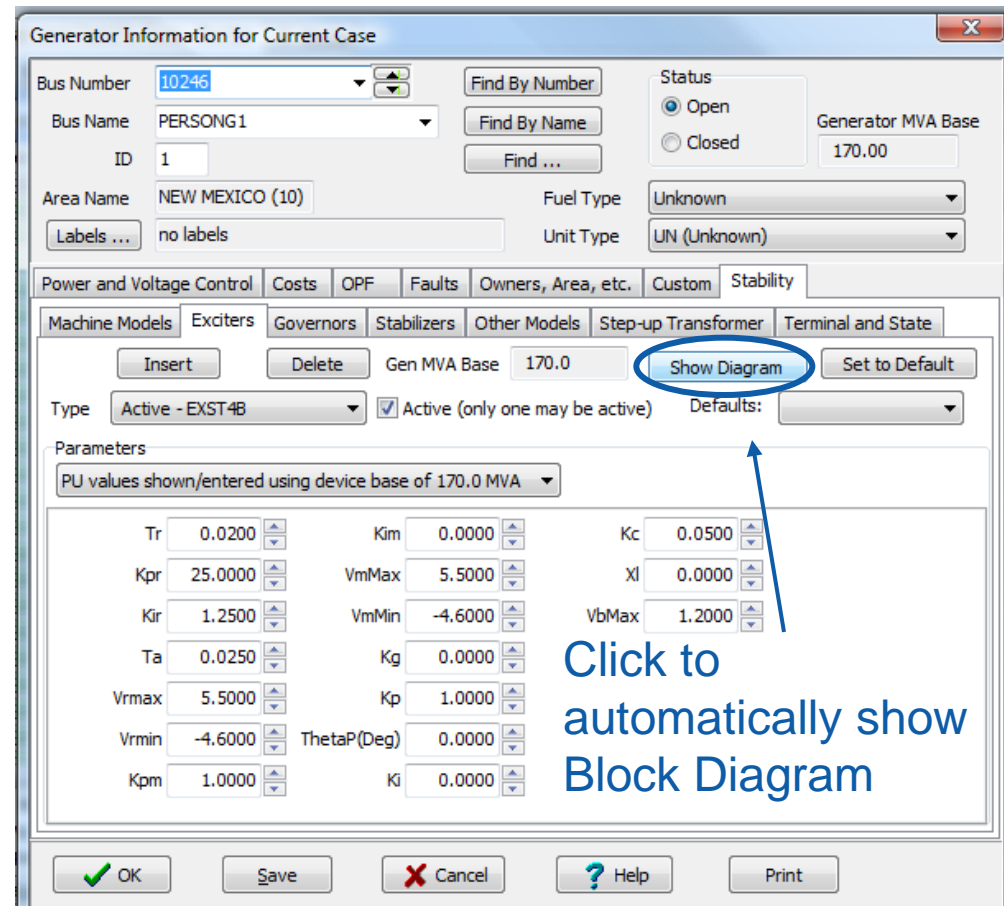 Generator Information for Current Case
X
Bus Number 10246 Find By Number Status
Open
Bus Name PERSONG1 Find By Name Generator MVA Base
Closed 170.00
ID 1 Find ...
Area Name NEW MEXICO (10) Fuel Type Unknown
Labels ... no labels Unit Type UN (Unknown)
Power and Voltage Control Costs OPF Faults Owners, Area, etc. Custom Stability
Machine Models Exciters Governors Stabilizers Other Models Step-up Transformer Terminal and State
Insert Delete Gen MVA Base 170.0 Show Diagram Set to Default
Type Active - EXST4B Active (only one may be active) Defaults:
Parameters
PU values shown/entered using device base of 170.0 MVA
Tr 0.0200 Kim 0.0000 Kc 0.0500
Kpr 25.0000 VmMax 5.5000 Xl 0.0000
Kir 1.2500 VmMin -4.6000 VbMax 1.2000
Ta 0.0250 Kg 0.0000
Vrmax 5.5000 Kp 1.0000
Vrmin -4.6000 ThetaP(Deg) 0.0000
Kpm 1.0000 Ki 0.0000
Click to
automatically show
Block Diagram
OK Save Cancel ? Help Print